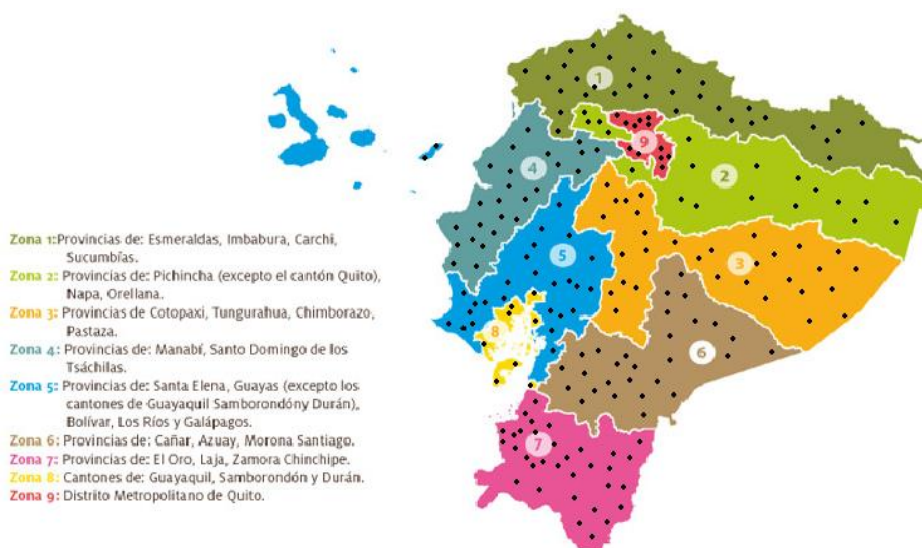 Zona 1:Provincias de: Esmeraldas, Imbabura, Carchi,
Sucumbías.
Zona 2: Provincias de: Pichincha (excepto el cantón Quito),
Napa, Orellana.
Zona 3: Provincias de Cotopaxi, Tungurahua, Chimborazo,
Pastaza.
Zona 4: Provincias de: Manabí, Santo Domingo de los
Tsáchilas.
Zona 5: Provincias de: Santa Elena, Guayas (excepto los
cantones de Guayaquil Samborondóny Durán),
Bolívar, Los Ríos y Galápagos.
Zona 6: Provincias de: Cañar, Azuay, Morona Santiago.
Zona 7: Provincias de: El Oro, Laja, Zamora Chinchipe.
Zona 8: Cantones de: Guayaquil, Samborondón y Durán.
Zona 9: Distrito Metropolitano de Quito.
1
9
4
2
5
3
8
6
7